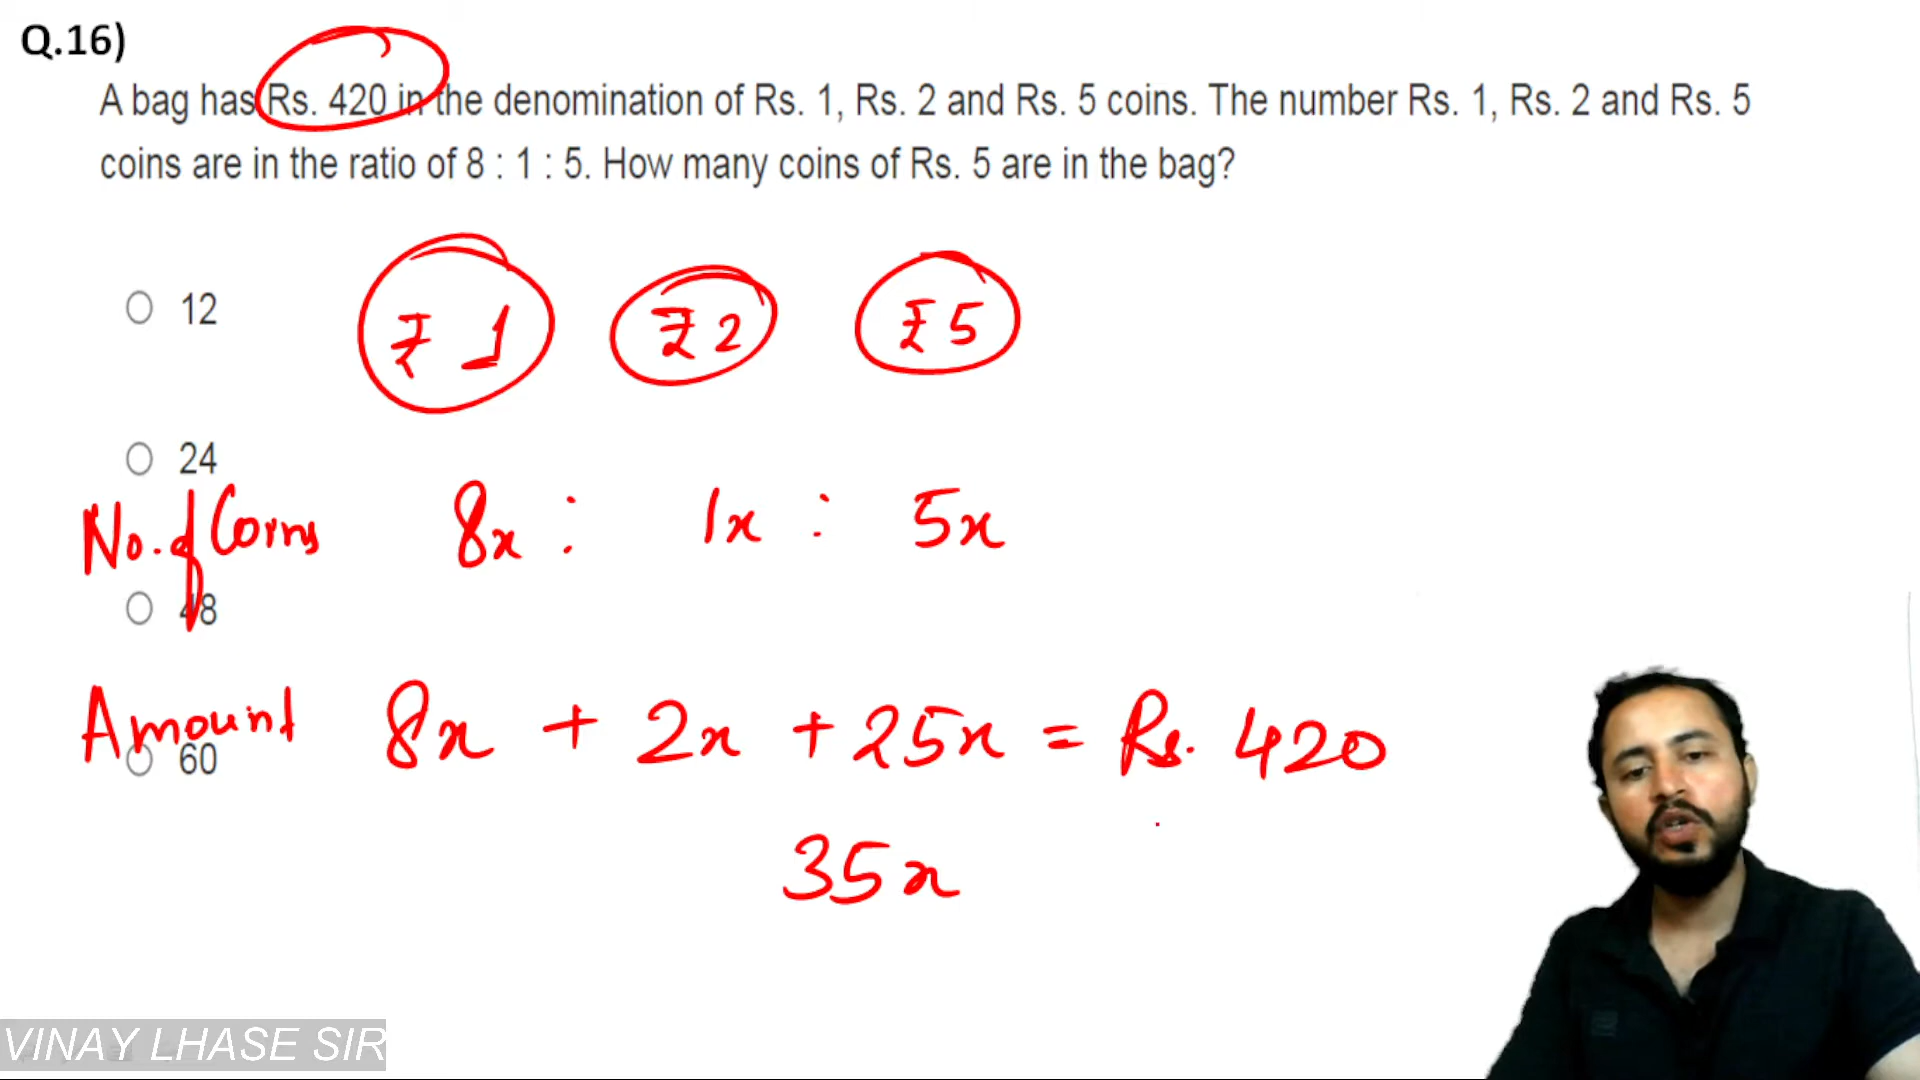 Q.16)
A bag has Rs. 420 in the denomination of Rs. 1, Rs. 2 and Rs. 5 coins. The number Rs. 1, Rs. 2 and Rs. 5
coins are in the ratio of 8 : 1 : 5. How many coins of Rs. 5 are in the bag?
12
₹ 1 ₹ 2 ₹ 5
24
No. of Coins 8x : 1x : 5x
48
Amount 8x + 2x + 25x = Rs. 420
60
35x
VINAY LHASE SIR